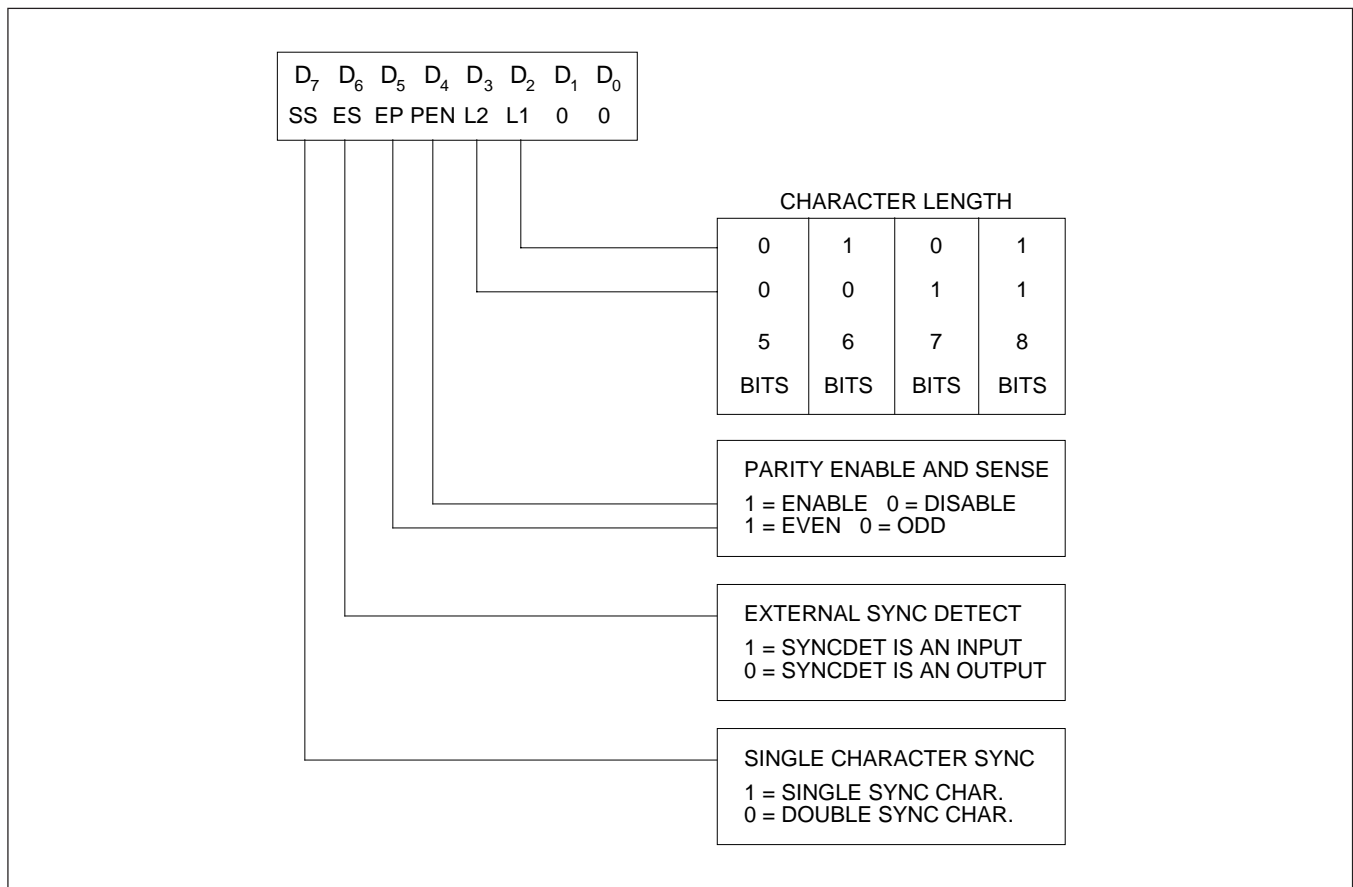 D7 D6 D5 D4 D3 D2 D1 D0
SS ES EP PEN L2 L1 0 0
CHARACTER LENGTH
0 1 0 1
0 0 1 1
5 6 7 8
BITS BITS BITS BITS
PARITY ENABLE AND SENSE
1 = ENABLE 0 = DISABLE
1 = EVEN 0 = ODD
EXTERNAL SYNC DETECT
1 = SYNCDET IS AN INPUT
0 = SYNCDET IS AN OUTPUT
SINGLE CHARACTER SYNC
1 = SINGLE SYNC CHAR.
0 = DOUBLE SYNC CHAR.